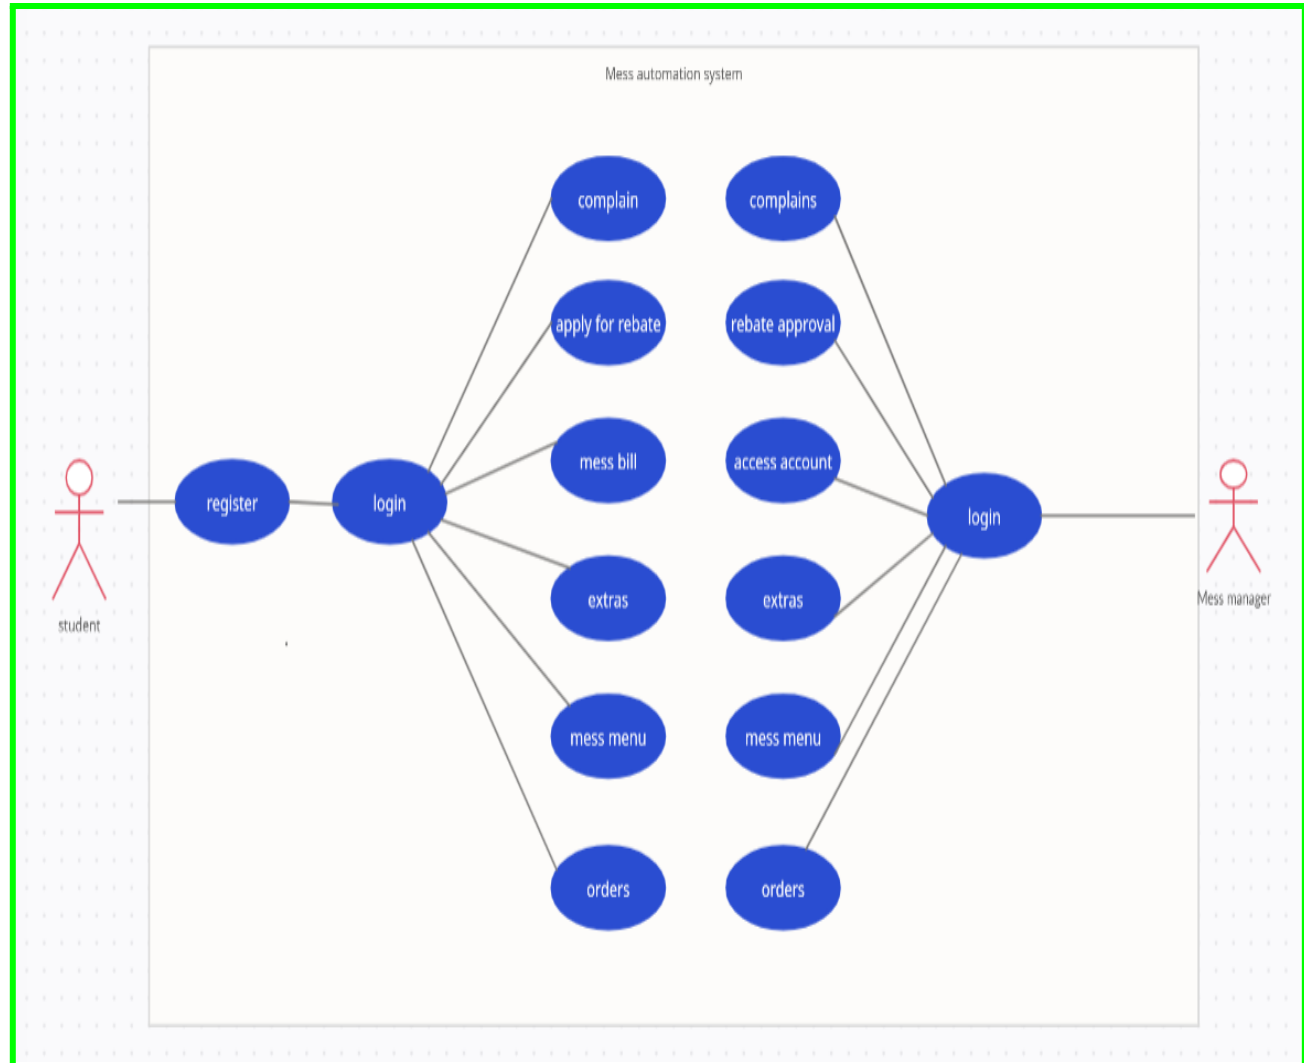 Mess automation system
complain
complains
apply for rebate
rebate approval
mess bill
access account
register
login
login
extras
extras
student
Mess manager
mess menu
mess menu
orders
orders